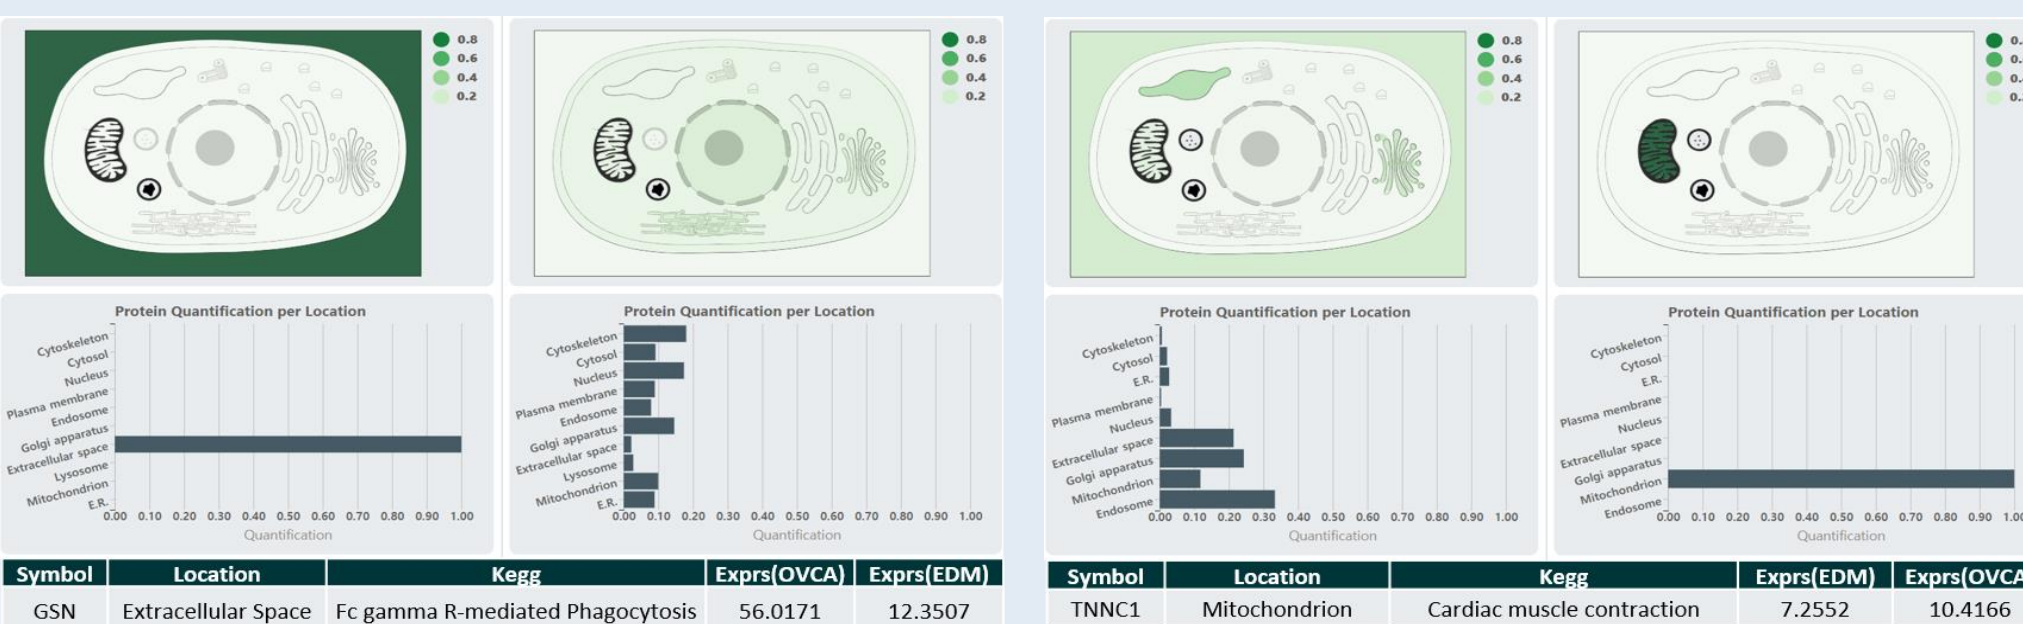 0.8
0.6
0.4
0.2
0.8
0.6
0.4
0.2
0.8
0.6
0.4
0.2
Protein Quantification per Location
Cytoskeleton
Cytosol
Nucleus
Plasma membrane
Endosome
Golgi apparatus
Extracellular space
Lysosome
Mitochondrion
E.R.
0.00 0.10 0.20 0.30 0.40 0.50 0.60 0.70 0.80 0.90 1.00
Quantification
Protein Quantification per Location
Cytoskeleton
Cytosol
Nucleus
Plasma membrane
Endosome
Golgi apparatus
Extracellular space
Lysosome
Mitochondrion
E.R.
0.00 0.10 0.20 0.30 0.40 0.50 0.60 0.70 0.80 0.90 1.00
Quantification
Protein Quantification per Location
Cytoskeleton
Cytosol
E.R.
Plasma membrane
Nucleus
Extracellular space
Golgi apparatus
Mitochondrion
Endosome
0.00 0.10 0.20 0.30 0.40 0.50 0.60 0.70 0.80 0.90 1.00
Quantification
Protein Quantification per Location
Cytoskeleton
Cytosol
E.R.
Plasma membrane
Nucleus
Extracellular space
Golgi apparatus
Mitochondrion
Endosome
0.00 0.10 0.20 0.30 0.40 0.50 0.60 0.70 0.80 0.90
Quantification
Symbol Location Kegg Exprs(OVCA) Exprs(EDM)
GSN Extracellular Space Fc gamma R-mediated Phagocytosis 56.0171 12.3507
Symbol Location Kegg Exprs(EDM) Exprs(OVCA
TNNC1 Mitochondrion Cardiac muscle contraction 7.2552 10.4166